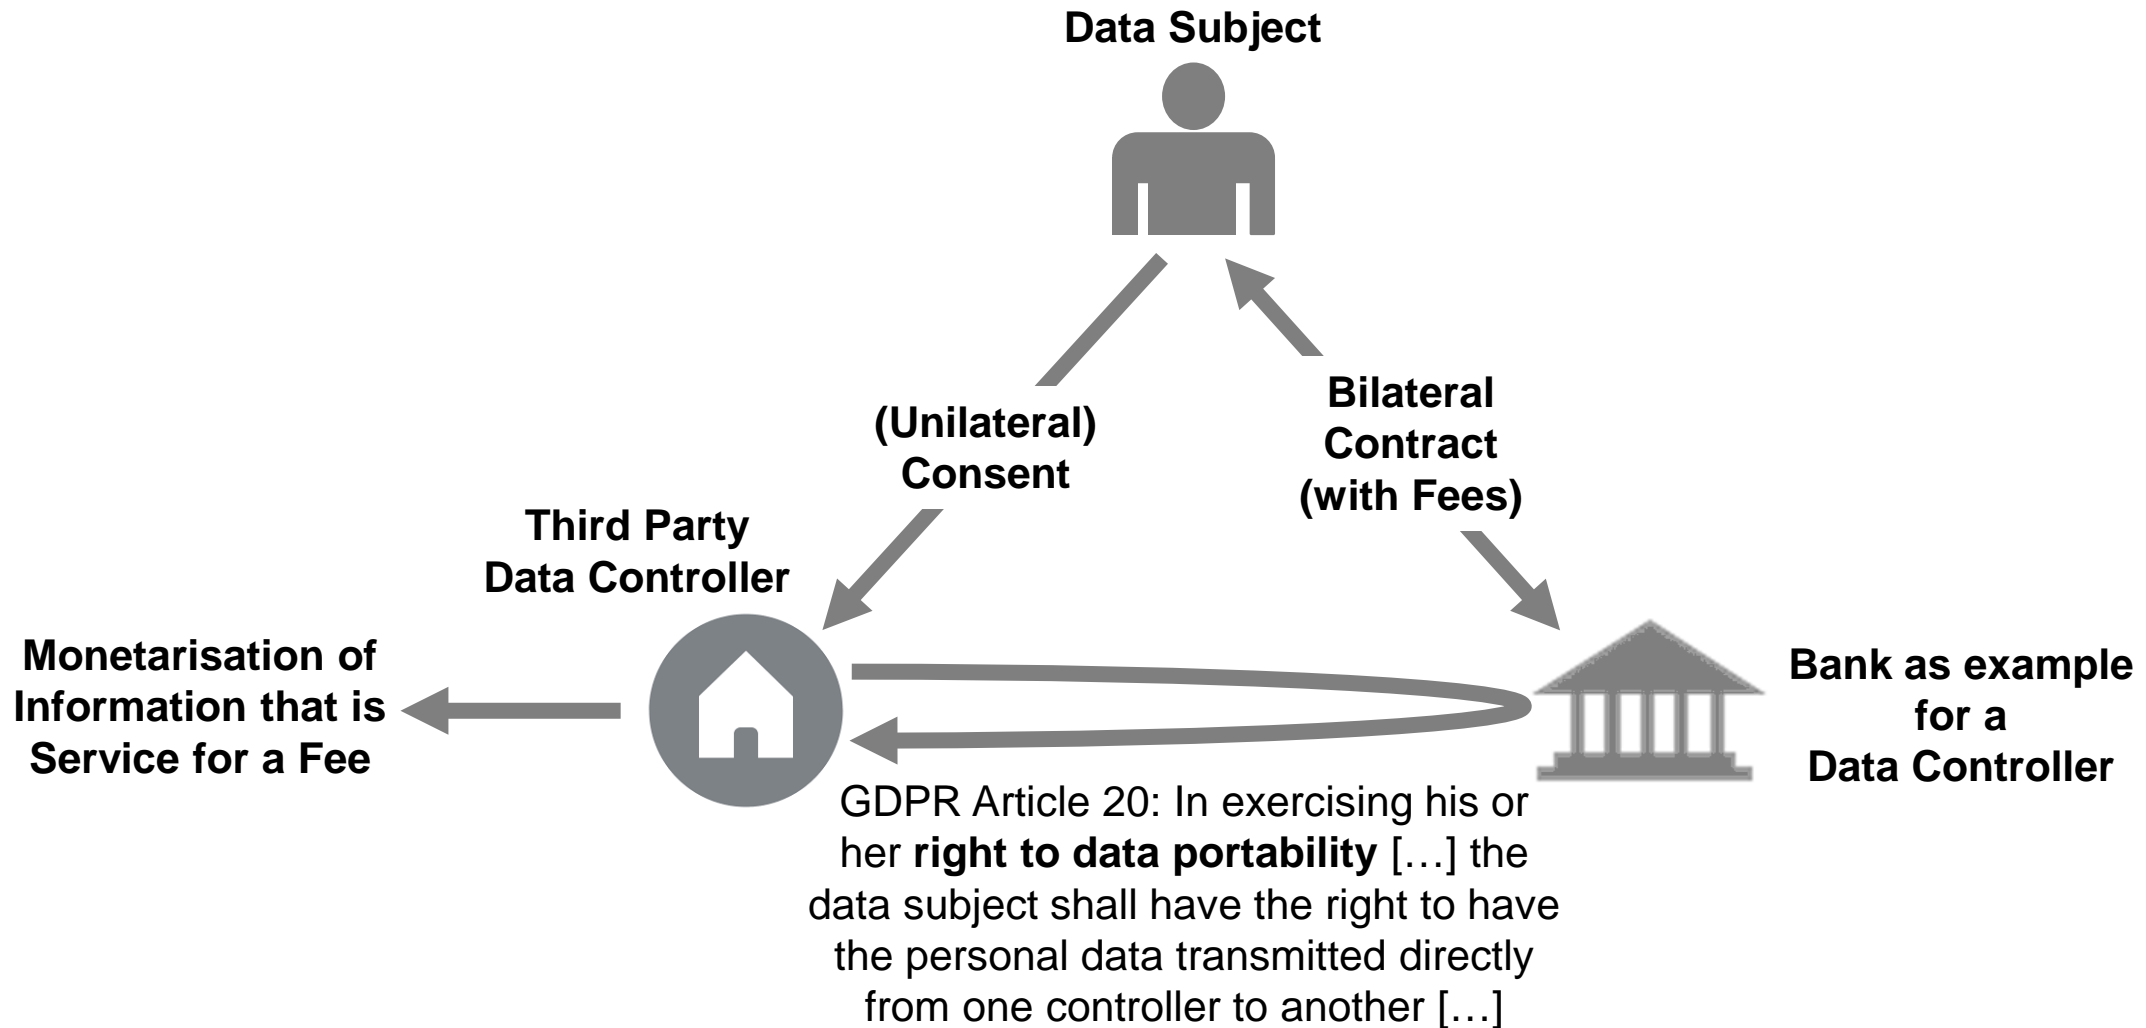 Data Subject
(Unilateral)
Consent
Bilateral
Contract
(with Fees)
Third Party
Data Controller
Monetarisation of
Information that is
Service for a Fee
Bank as example
for a
Data Controller
GDPR Article 20: In exercising his or
her right to data portability […] the
data subject shall have the right to have
the personal data transmitted directly
from one controller to another […]